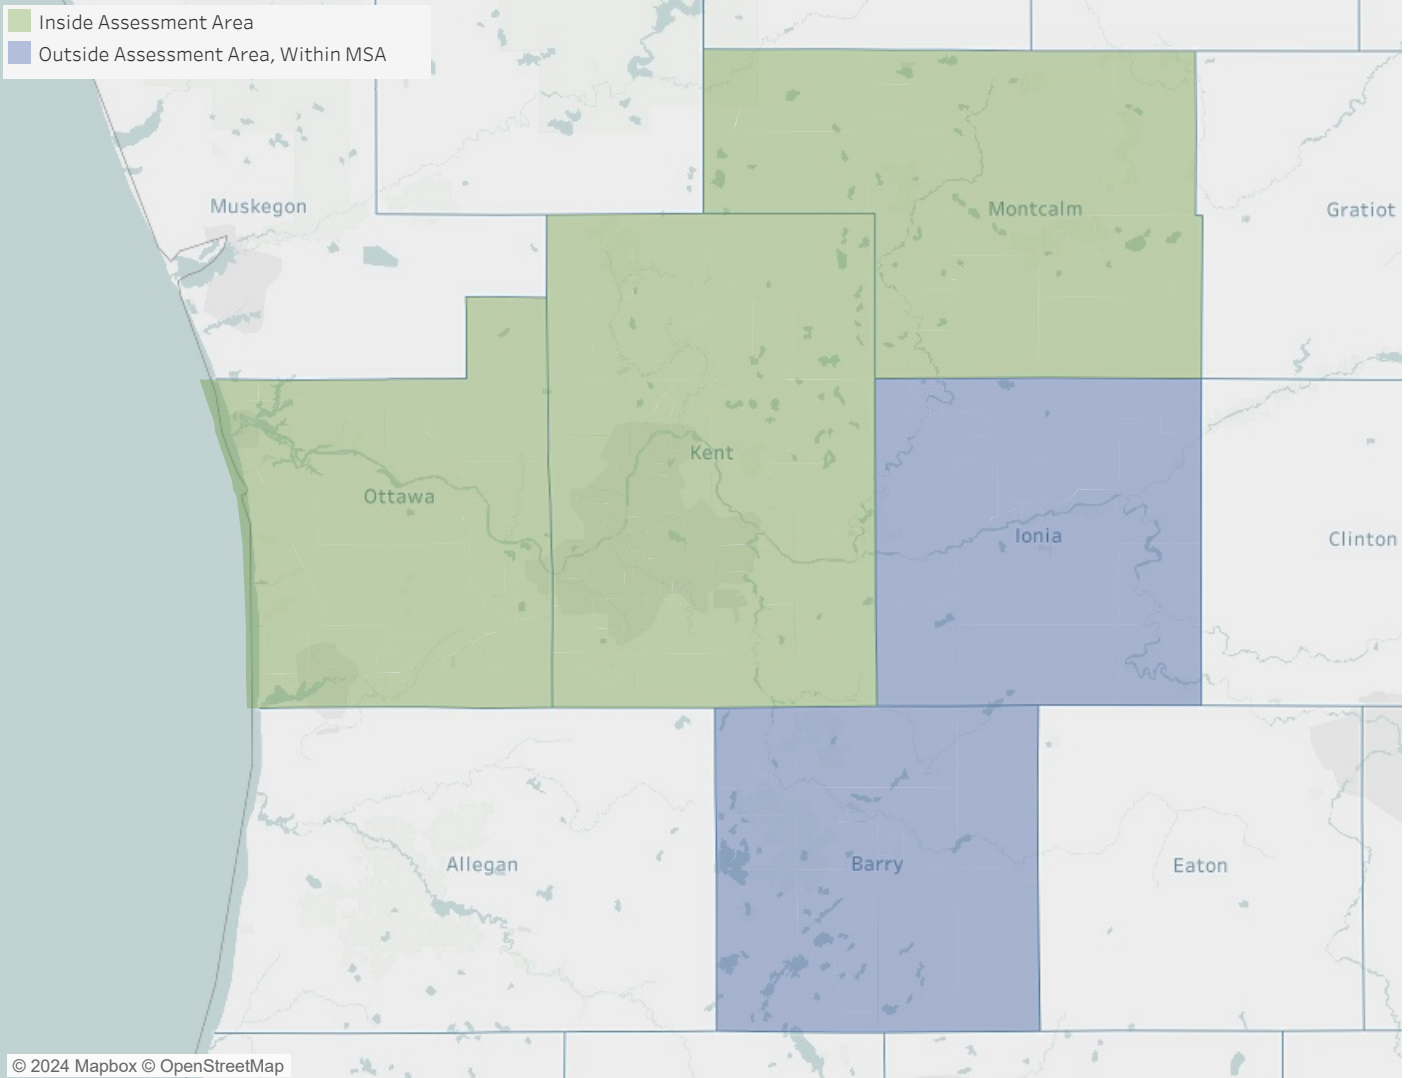 Inside Assessment Area
Outside Assessment Area, Within MSA
Muskegon
Montcalm
Gratiot
Kent
Ottawa
Ionia
Clinton
Allegan
Barry
Eaton
© 2024 Mapbox © OpenStreetMap